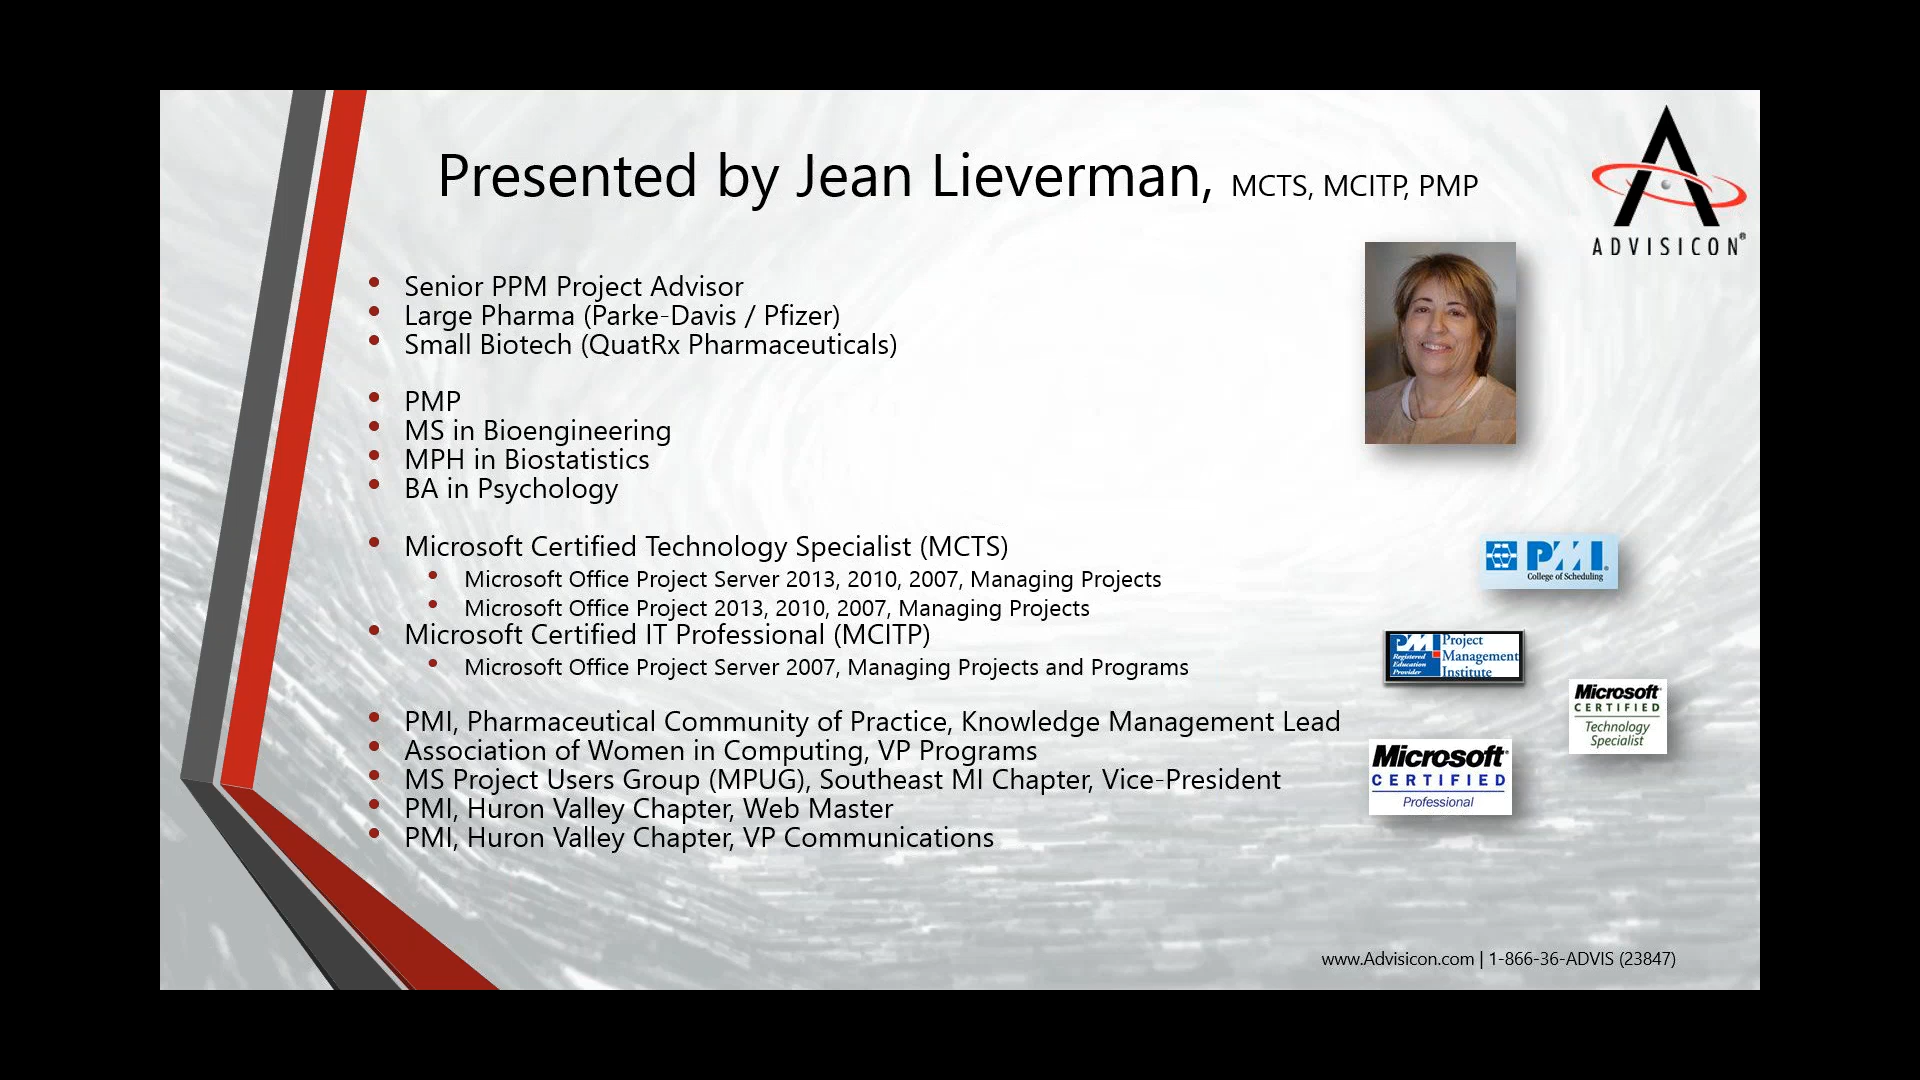 Presented by Jean Lieverman, MCTS, MCITP, PMP
ADVISICON®
• Senior PPM Project Advisor
• Large Pharma (Parke-Davis / Pfizer)
• Small Biotech (QuatRx Pharmaceuticals)
• PMP
• MS in Bioengineering
• MPH in Biostatistics
• BA in Psychology
• Microsoft Certified Technology Specialist (MCTS)
• Microsoft Office Project Server 2013, 2010, 2007, Managing Projects
• Microsoft Office Project 2013, 2010, 2007, Managing Projects
• Microsoft Certified IT Professional (MCITP)
• Microsoft Office Project Server 2007, Managing Projects and Programs
• PMI, Pharmaceutical Community of Practice, Knowledge Management Lead
• Association of Women in Computing, VP Programs
• MS Project Users Group (MPUG), Southeast MI Chapter, Vice-President
• PMI, Huron Valley Chapter, Web Master
• PMI, Huron Valley Chapter, VP Communications
PMI®
College of Scheduling
PMI
Registered
Education
Provider
Project
Management
Institute
Microsoft
CERTIFIED
Technology
Specialist
Microsoft
CERTIFIED
Professional
www.Advisicon.com | 1-866-36-ADVIS (23847)